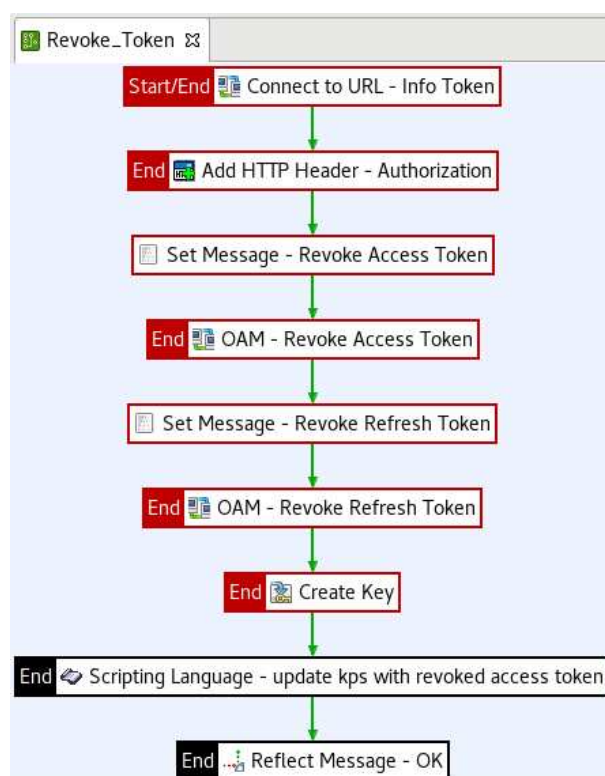 Revoke_Token
Start/End Connect to URL - Info Token
End Add HTTP Header - Authorization
Set Message - Revoke Access Token
End OAM - Revoke Access Token
Set Message - Revoke Refresh Token
End OAM - Revoke Refresh Token
End Create Key
End Scripting Language - update kps with revoked access token
End Reflect Message - OK